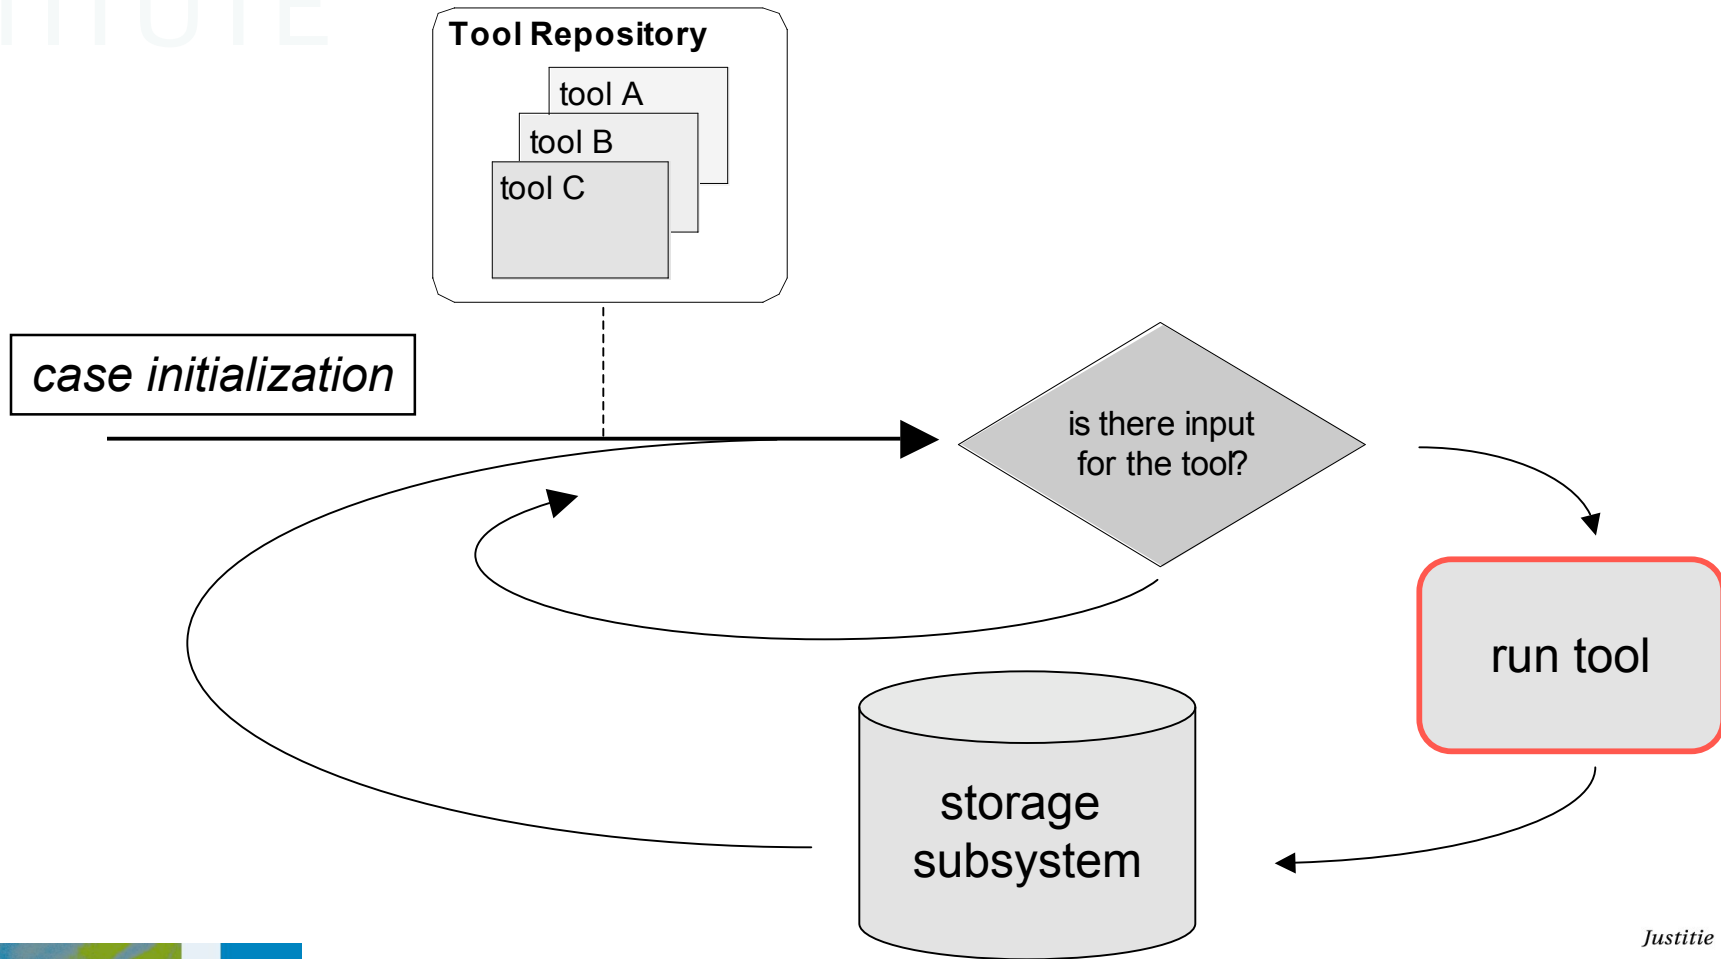 Tool Repository
tool A
tool B
tool C
case initialization
is there input
for the tool?
run tool
storage
subsystem
Justitie